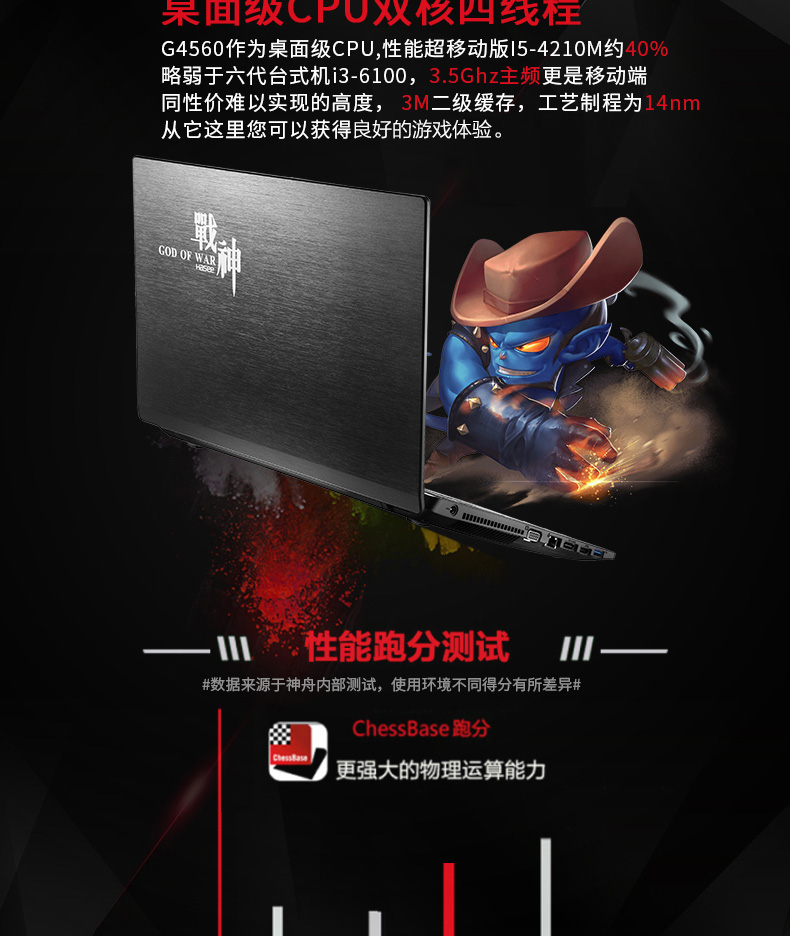 桌面级CPU双核四线程
G4560作为桌面级CPU,性能超移动版I5-4210M约40%
略弱于六代台式机i3-6100，3.5Ghz主频更是移动端
同性价难以实现的高度， 3M二级缓存，工艺制程为14nm
从它这里您可以获得良好的游戏体验。
戰神
GOD OF WAR
Hasee
性能跑分测试
#数据来源于神舟内部测试，使用环境不同得分有所差异#
ChessBase跑分
ChessBase
更强大的物理运算能力